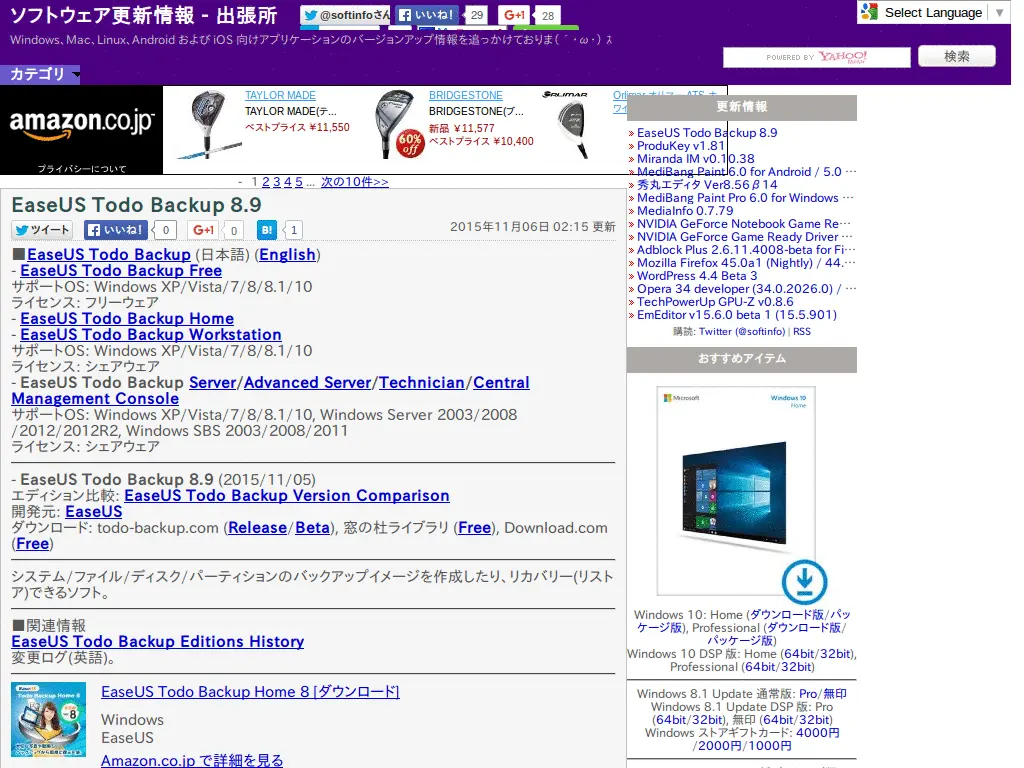 ソフトウェア更新情報 - 出張所
@softinfoさん
いいね! 29
G+1 28
Select Language ▼
Windows、Mac、Linux、Android および iOS 向けアプリケーションのバージョンアップ情報を追っかけております(´・ω・)ｽ
POWERED BY YAHOO! JAPAN
検索
カテゴリ
amazon.co.jp
プライバシーについて
TAYLOR MADE
TAYLOR MADE(テ...
ベストプライス ¥11,550
60% off
BRIDGESTONE
BRIDGESTONE(ブ...
新品 ¥11,577
ベストプライス ¥10,400
ORLIMAR
- 1 2 3 4 5 ... 次の10件>>
EaseUS Todo Backup 8.9
ツイート
いいね! 0
G+1 0
B! 1
2015年11月06日 02:15 更新
■EaseUS Todo Backup (日本語) (English)
- EaseUS Todo Backup Free
サポートOS: Windows XP/Vista/7/8/8.1/10
ライセンス: フリーウェア
- EaseUS Todo Backup Home
- EaseUS Todo Backup Workstation
サポートOS: Windows XP/Vista/7/8/8.1/10
ライセンス: シェアウェア
- EaseUS Todo Backup Server/Advanced Server/Technician/Central
Management Console
サポートOS: Windows XP/Vista/7/8/8.1/10, Windows Server 2003/2008
/2012/2012R2, Windows SBS 2003/2008/2011
ライセンス: シェアウェア
- EaseUS Todo Backup 8.9 (2015/11/05)
エディション比較: EaseUS Todo Backup Version Comparison
開発元: EaseUS
ダウンロード: todo-backup.com (Release/Beta), 窓の杜ライブラリ (Free), Download.com
(Free)
システム/ファイル/ディスク/パーティションのバックアップイメージを作成したり、リカバリー(リスト
ア)できるソフト。
■関連情報
EaseUS Todo Backup Editions History
変更ログ(英語)。
EaseUS Todo Backup Home 8 [ダウンロード]
Windows
EaseUS
Amazon.co.jp で詳細を見る
更新情報
» EaseUS Todo Backup 8.9
» ProduKey v1.81
» Miranda IM v0.10.38
» MediBang Paint 6.0 for Android / 5.0 …
» 秀丸エディタ Ver8.56β14
» MediBang Paint Pro 6.0 for Windows …
» MediaInfo 0.7.79
» NVIDIA GeForce Notebook Game Re…
» NVIDIA GeForce Game Ready Driver …
» Adblock Plus 2.6.11.4008-beta for Fi…
» Mozilla Firefox 45.0a1 (Nightly) / 44.…
» WordPress 4.4 Beta 3
» Opera 34 developer (34.0.2026.0) / …
» TechPowerUp GPU-Z v0.8.6
» EmEditor v15.6.0 beta 1 (15.5.901)
購読: Twitter (@softinfo) | RSS
おすすめアイテム
Microsoft
Windows 10
Home
Windows 10: Home (ダウンロード版/パッ
ケージ版), Professional (ダウンロード版/
パッケージ版)
Windows 10 DSP 版: Home (64bit/32bit),
Professional (64bit/32bit)
Windows 8.1 Update 通常版: Pro/無印
Windows 8.1 Update DSP 版: Pro
(64bit/32bit), 無印 (64bit/32bit)
Windows ストアギフトカード: 4000円
/2000円/1000円